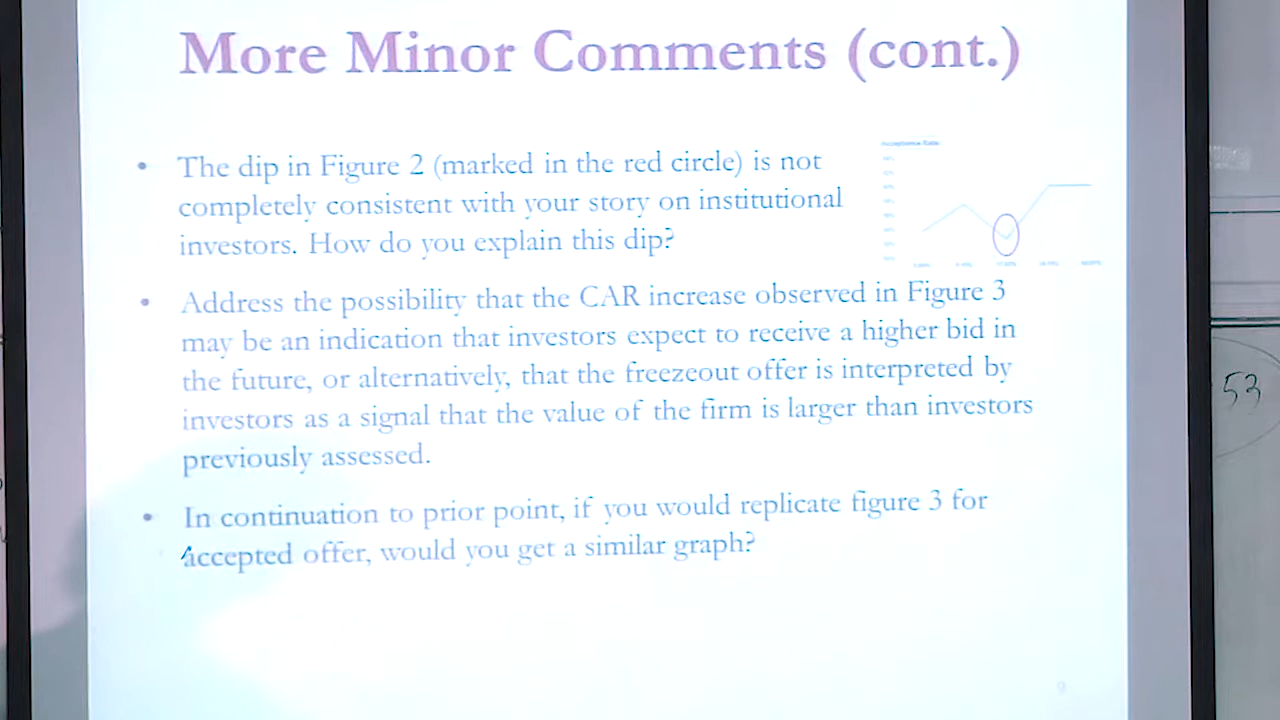 More Minor Comments (cont.)
• The dip in Figure 2 (marked in the red circle) is not
completely consistent with your story on institutional
investors. How do you explain this dip?
Acceptance Rate
• Address the possibility that the CAR increase observed in Figure 3
may be an indication that investors expect to receive a higher bid in
the future, or alternatively, that the freezeout offer is interpreted by
investors as a signal that the value of the firm is larger than investors
previously assessed.
• In continuation to prior point, if you would replicate figure 3 for
Accepted offer, would you get a similar graph?
9
53